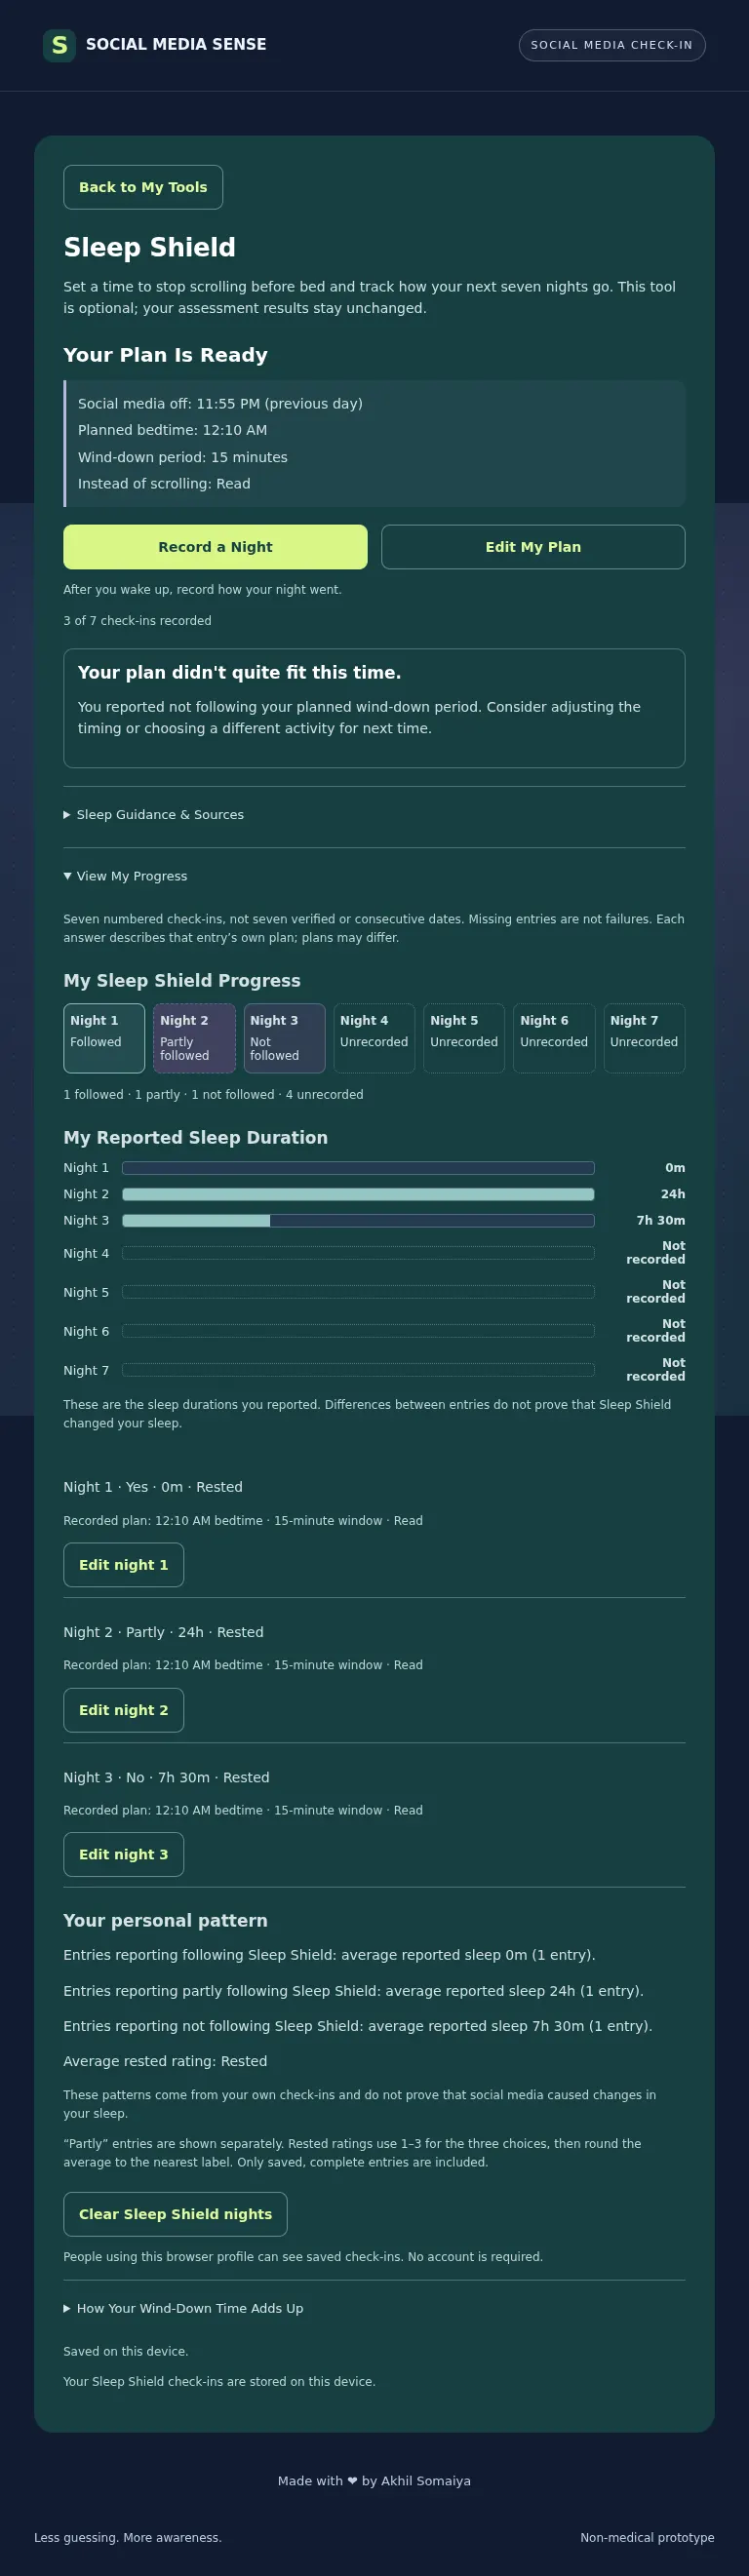 S SOCIAL MEDIA SENSE
SOCIAL MEDIA CHECK-IN
Back to My Tools
Sleep Shield
Set a time to stop scrolling before bed and track how your next seven nights go. This tool
is optional; your assessment results stay unchanged.
Your Plan Is Ready
Social media off: 11:55 PM (previous day)
Planned bedtime: 12:10 AM
Wind-down period: 15 minutes
Instead of scrolling: Read
Record a Night
Edit My Plan
After you wake up, record how your night went.
3 of 7 check-ins recorded
Your plan didn't quite fit this time.
You reported not following your planned wind-down period. Consider adjusting the
timing or choosing a different activity for next time.
Sleep Guidance & Sources
View My Progress
Seven numbered check-ins, not seven verified or consecutive dates. Missing entries are not failures. Each
answer describes that entry’s own plan; plans may differ.
My Sleep Shield Progress
Night 1
Followed
Night 2
Partly
followed
Night 3
Not
followed
Night 4
Unrecorded
Night 5
Unrecorded
Night 6
Unrecorded
Night 7
Unrecorded
1 followed · 1 partly · 1 not followed · 4 unrecorded
My Reported Sleep Duration
Night 1 0m
Night 2 24h
Night 3 7h 30m
Night 4 Not
recorded
Night 5 Not
recorded
Night 6 Not
recorded
Night 7 Not
recorded
These are the sleep durations you reported. Differences between entries do not prove that Sleep Shield
changed your sleep.
Night 1 · Yes · 0m · Rested
Recorded plan: 12:10 AM bedtime · 15-minute window · Read
Edit night 1
Night 2 · Partly · 24h · Rested
Recorded plan: 12:10 AM bedtime · 15-minute window · Read
Edit night 2
Night 3 · No · 7h 30m · Rested
Recorded plan: 12:10 AM bedtime · 15-minute window · Read
Edit night 3
Your personal pattern
Entries reporting following Sleep Shield: average reported sleep 0m (1 entry).
Entries reporting partly following Sleep Shield: average reported sleep 24h (1 entry).
Entries reporting not following Sleep Shield: average reported sleep 7h 30m (1 entry).
Average rested rating: Rested
These patterns come from your own check-ins and do not prove that social media caused changes in
your sleep.
“Partly” entries are shown separately. Rested ratings use 1–3 for the three choices, then round the
average to the nearest label. Only saved, complete entries are included.
Clear Sleep Shield nights
People using this browser profile can see saved check-ins. No account is required.
How Your Wind-Down Time Adds Up
Saved on this device.
Your Sleep Shield check-ins are stored on this device.
Made with ❤ by Akhil Somaiya
Less guessing. More awareness.
Non-medical prototype